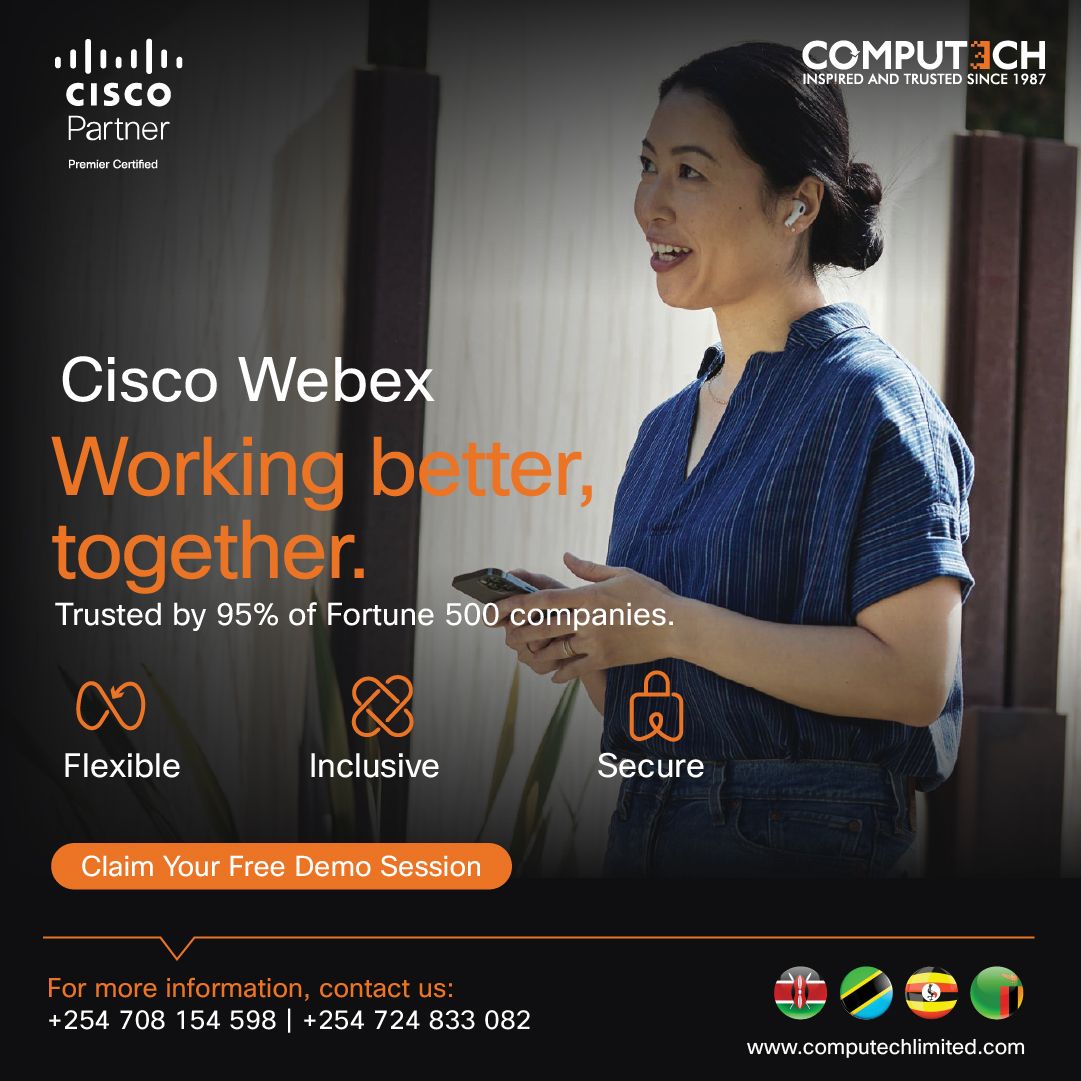 CISCO
Partner
Premier Certified
COMPUTECH
INSPIRED AND TRUSTED SINCE 1987
Cisco Webex
Working better,
together.
Trusted by 95% of Fortune 500 companies.
Flexible
Inclusive
Secure
Claim Your Free Demo Session
For more information, contact us:
+254 708 154 598 | +254 724 833 082
www.computechlimited.com